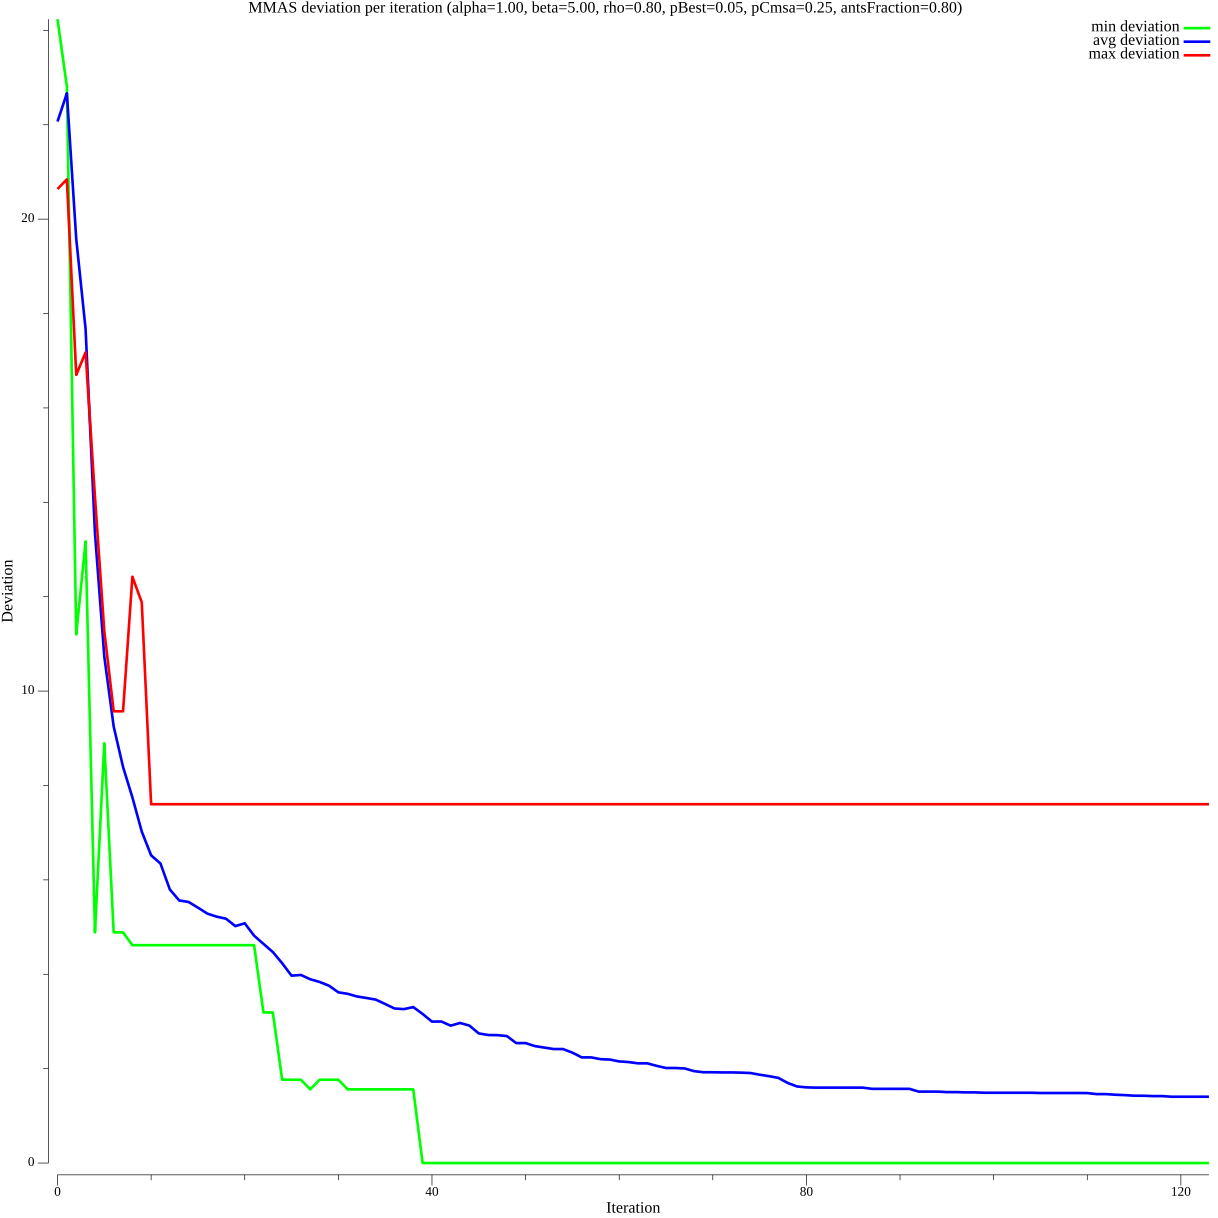 MMAS deviation per iteration (alpha=1.00, beta=5.00, rho=0.80, pBest=0.05, pCmsa=0.25, antsFraction=0.80)
min deviation
avg deviation
max deviation
20
10
0
Deviation
0
40
80
120
Iteration